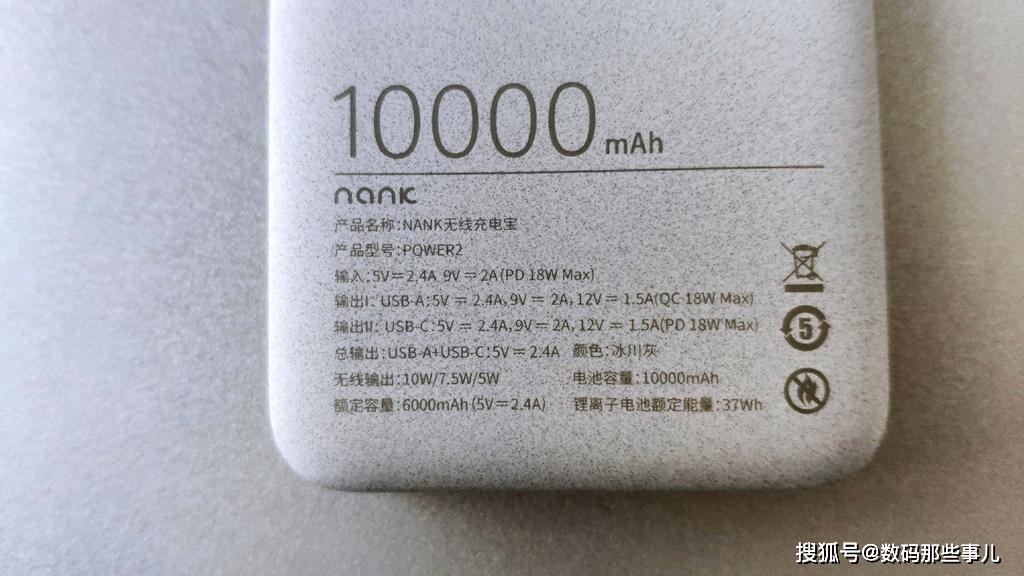 10000 mAh
nank
产品名称:NANK无线充电宝
产品型号:POWER2
输入:5V⎓2.4A 9V⎓2A(PD 18W Max)
输出I: USB-A:5V ⎓ 2.4A,9V ⎓ 2A,12V ⎓ 1.5A(QC 18W Max)
输出II: USB-C:5V ⎓ 2.4A,9V ⎓ 2A,12V ⎓ 1.5A(PD 18W Max)
总输出:USB-A+USB-C:5V⎓2.4A 颜色:冰川灰
无线输出:10W/7.5W/5W 电池容量:10000mAh
额定容量:6000mAh(5V⎓2.4A) 锂离子电池额定能量:37Wh
5
搜狐号@数码那些事儿